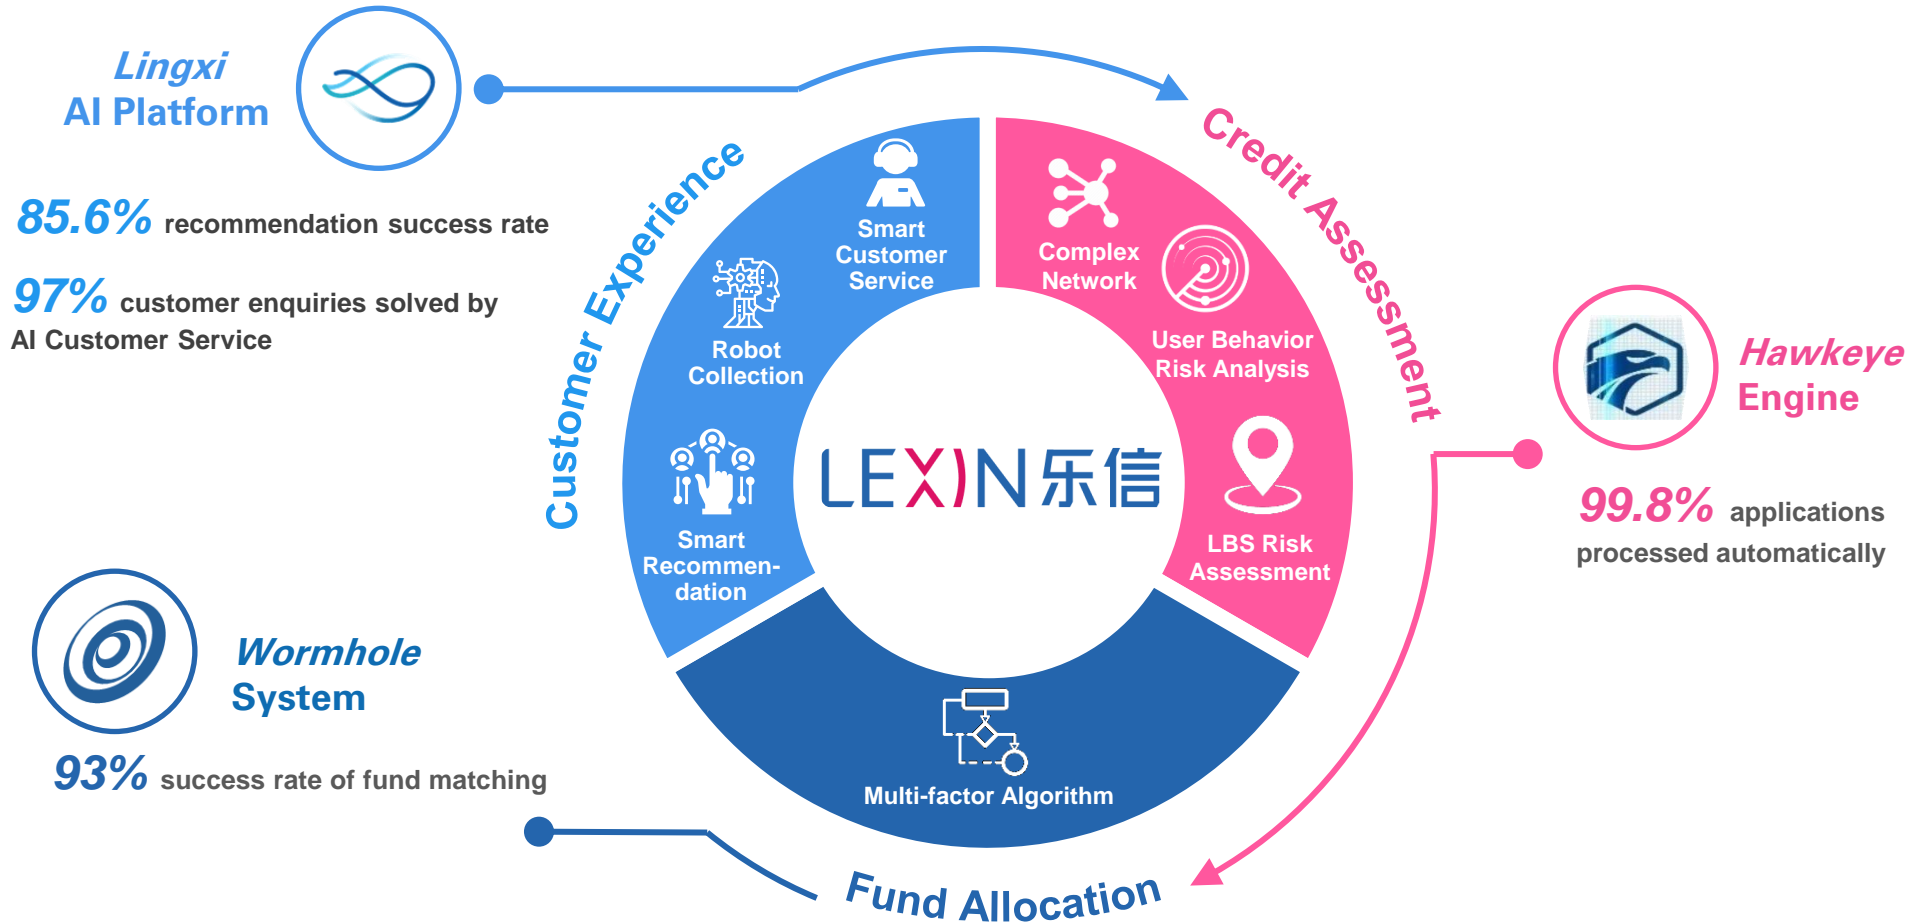 Lingxi
AI Platform
85.6% recommendation success rate
97% customer enquiries solved by
AI Customer Service
Customer Experience
Smart
Customer
Service
Robot
Collection
Smart
Recommen-
dation
Credit Assessment
Complex
Network
User Behavior
Risk Analysis
LBS Risk
Assessment
LEXIN乐信
Hawkeye
Engine
99.8% applications
processed automatically
Wormhole
System
93% success rate of fund matching
Multi-factor Algorithm
Fund Allocation